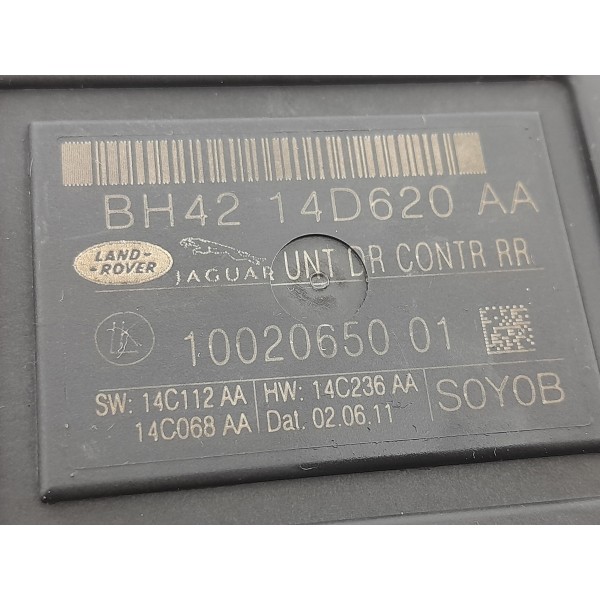 BH42 14D620 AA
LAND-
-ROVER
JAGUAR
UNT DR CONTR RR
10020650 01
SW: 14C112 AA
14C068 AA
HW: 14C236 AA
Dat. 02.06.11
SOYOB